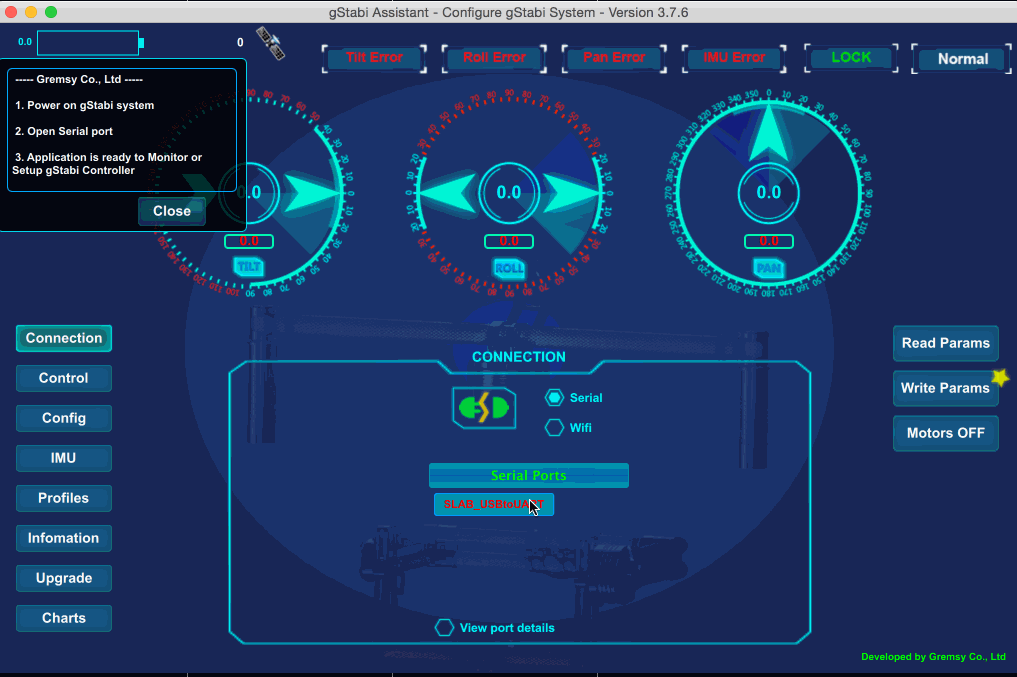 gStabi Assistant - Configure gStabi System - Version 3.7.6
0.0
0
Tilt Error
Roll Error
Pan Error
IMU Error
LOCK
Normal
----- Gremsy Co., Ltd -----
1. Power on gStabi system
2. Open Serial port
3. Application is ready to Monitor or
Setup gStabi Controller
Close
0.0
0.0
0.0
0.0
0.0
0.0
TILT
ROLL
PAN
Connection
Control
Config
IMU
Profiles
Infomation
Upgrade
Charts
CONNECTION
Serial
Wifi
Serial Ports
SLAB_USBtoUART
View port details
Read Params
Write Params
Motors OFF
Developed by Gremsy Co., Ltd